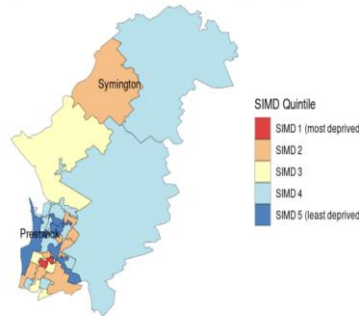 Symington
Prestwick
SIMD Quintile
SIMD 1 (most deprived
SIMD 2
SIMD 3
SIMD 4
SIMD 5 (least deprived